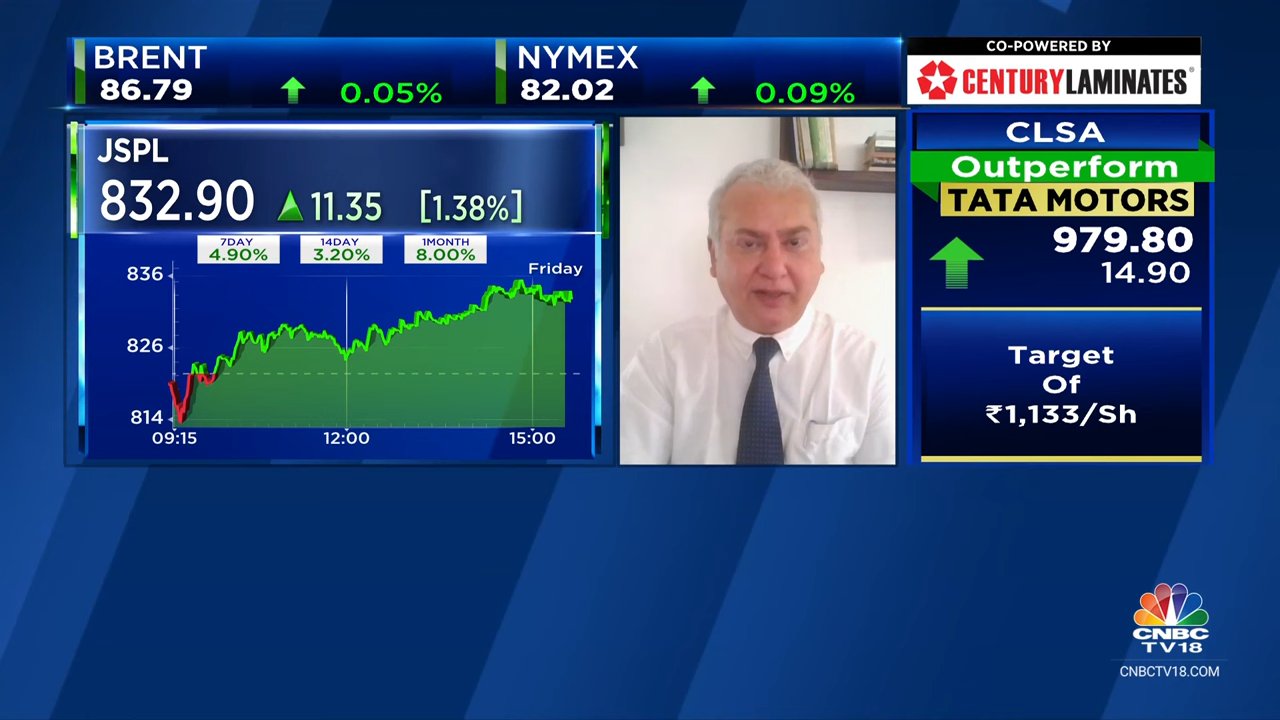 BRENT
86.79 0.05%
NYMEX
82.02 0.09%
CO-POWERED BY
CENTURYLAMINATES®
JSPL
832.90 11.35 [1.38%]
7DAY
4.90%
14DAY
3.20%
1MONTH
8.00%
Friday
836
826
814
09:15 12:00 15:00
CLSA
Outperform
TATA MOTORS
979.80
14.90
Target
Of
₹1,133/Sh
CNBC
TV18
CNBCTV18.COM